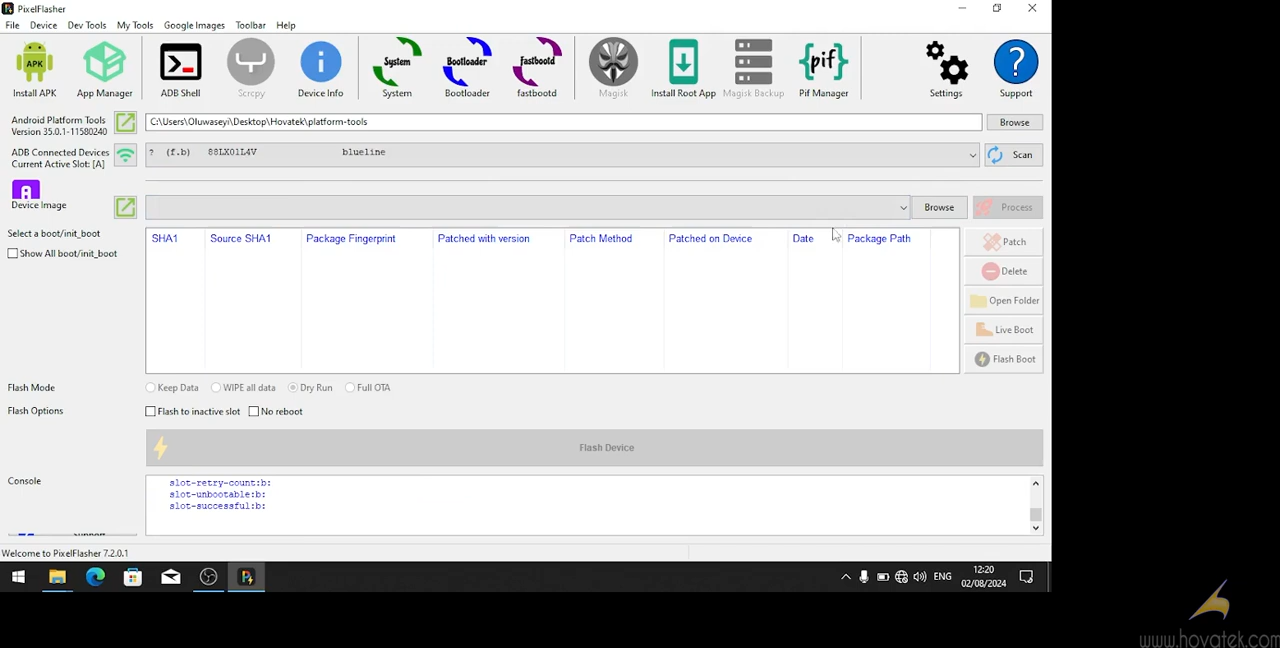 PixelFlasher
File Device Dev Tools My Tools Google Images Toolbar Help
APK
System Bootloader Fastbootd {pif}
Install APK App Manager ADB Shell Scrcpy Device Info System Bootloader fastbootd Magisk Install Root App Magisk Backup Pif Manager Settings Support
Android Platform Tools
Version 35.0.1-11580240
C:\Users\Oluwaseyi\Desktop\Hovatek\platform-tools
Browse
ADB Connected Devices
Current Active Slot: [A]
? (f.b) 88LX01L4V blueline
Scan
A
Device Image
Browse
Process
Select a boot/init_boot
Show All boot/init_boot
SHA1 Source SHA1 Package Fingerprint Patched with version Patch Method Patched on Device Date Package Path
Patch
Delete
Open Folder
Live Boot
Flash Boot
Flash Mode
Keep Data WIPE all data Dry Run Full OTA
Flash Options
Flash to inactive slot No reboot
Flash Device
Console
slot-retry-count:b:
slot-unbootable:b:
slot-successful:b:
Welcome to PixelFlasher 7.2.0.1
ENG
12:20
02/08/2024
www.hovatek.com